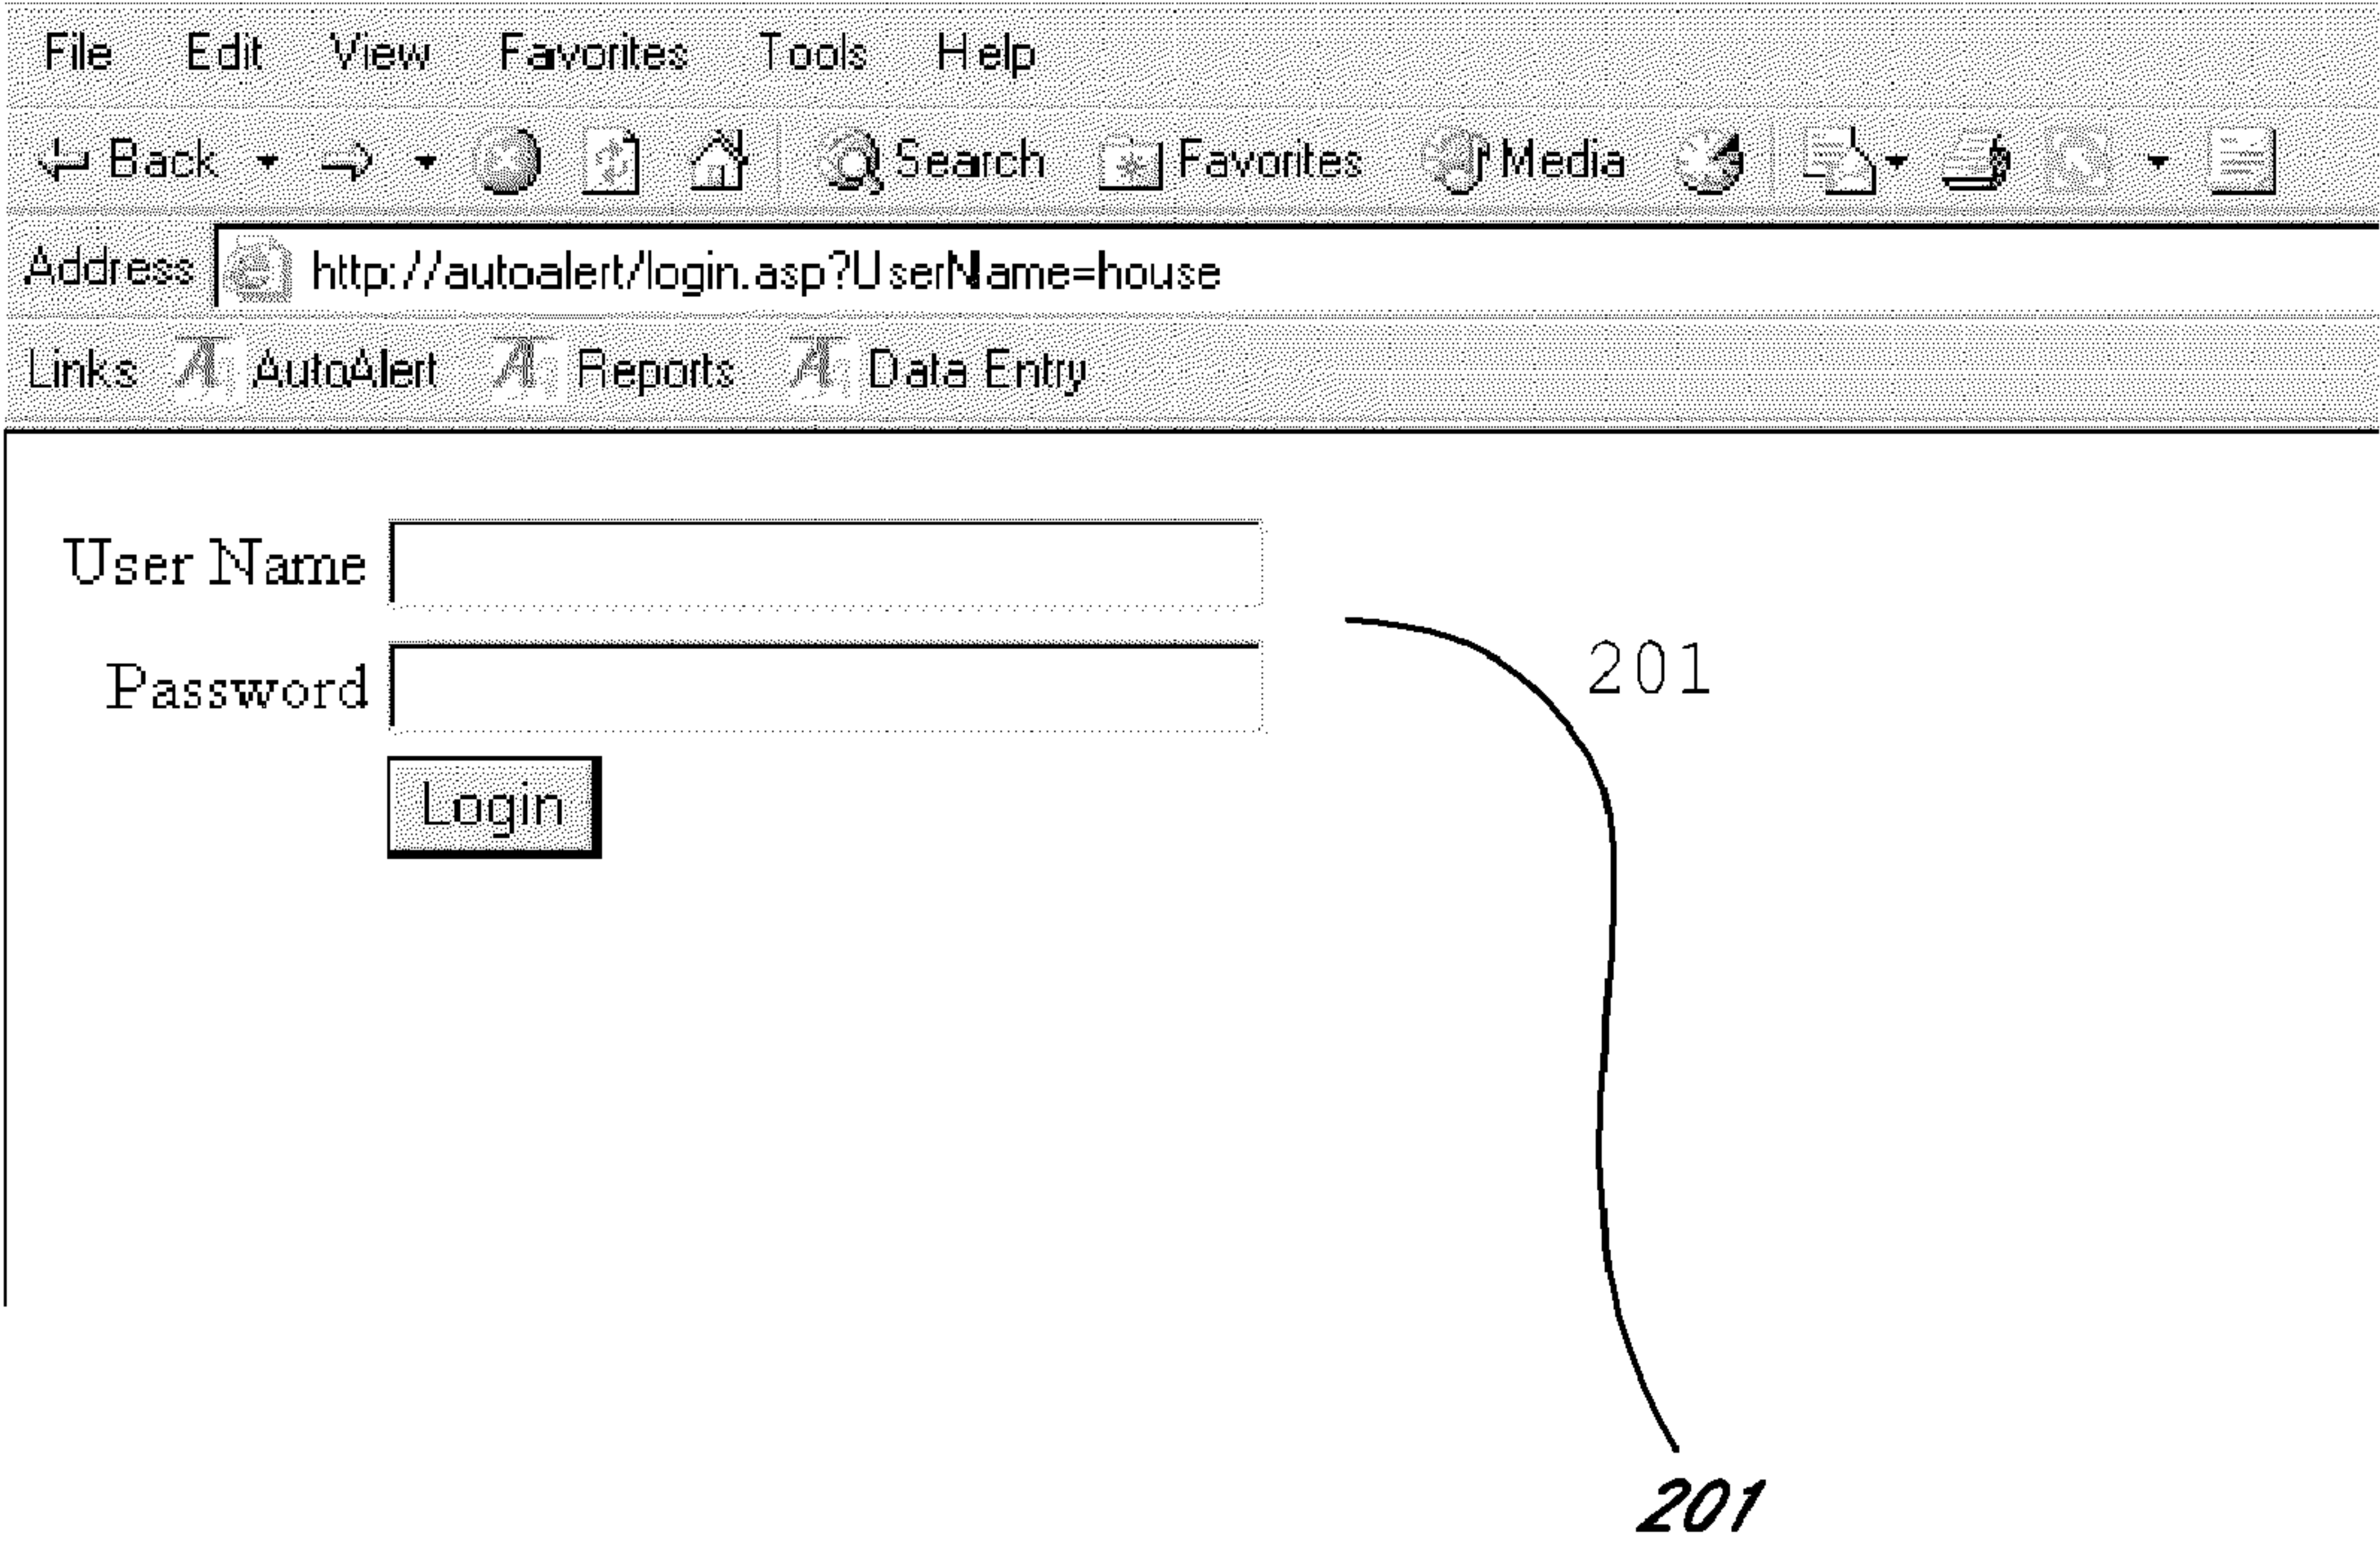 File Edit View Favorites Tools Help
Back Search Favorites Media
Address http://autoalert/login.asp?UserName=house
Links AutoAlert Reports Data Entry
User Name
201
Password
Login
201